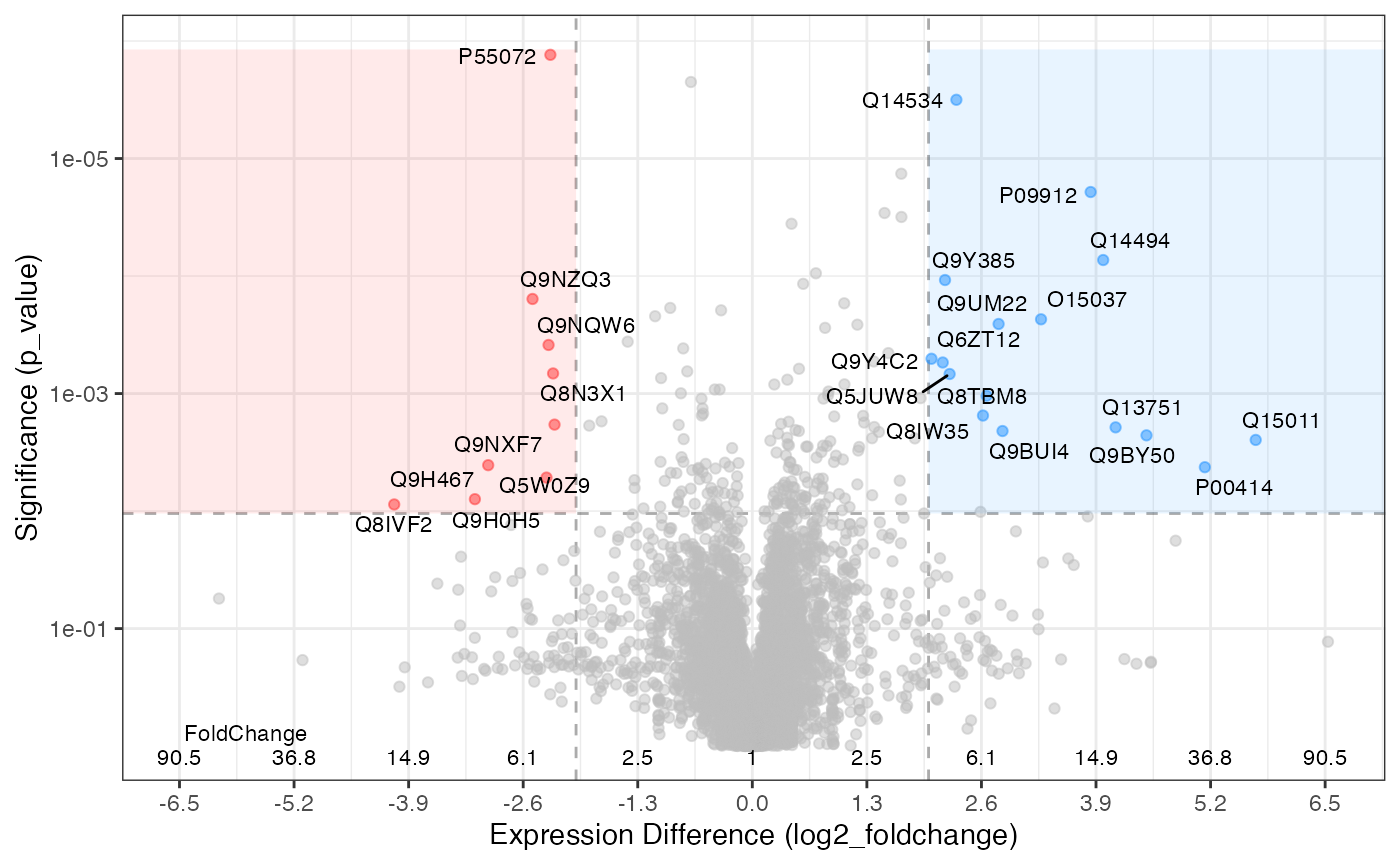 P55072
Q14534
1e-05
P09912
Q14494
Q9Y385
Q9NZQ3
Q9UM22
O15037
Q9NQW6
Q6ZT12
Q9Y4C2
1e-03
Q8N3X1
Q5JUW8
Q8TBM8
Q13751
Q15011
Q8IW35
Q9NXF7
Q9BUI4
Q9BY50
Q9H467
Q5W0Z9
P00414
Q8IVF2
Q9H0H5
1e-01
FoldChange
90.5 36.8 14.9 6.1 2.5 1 2.5 6.1 14.9 36.8 90.5
-6.5 -5.2 -3.9 -2.6 -1.3 0.0 1.3 2.6 3.9 5.2 6.5
Expression Difference (log2_foldchange)
Significance (p_value)